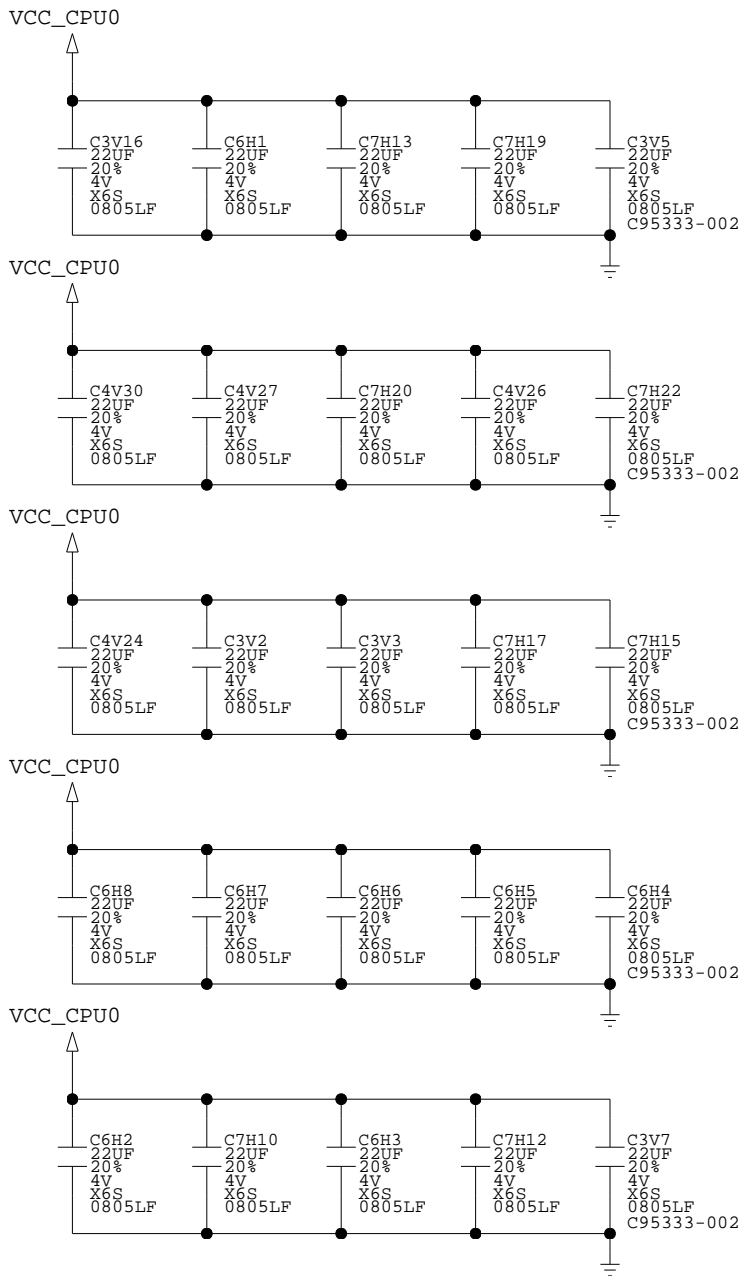 VCC_CPU0
C3V16
22UF
20%
4V
X6S
0805LF
C6H1
22UF
20%
4V
X6S
0805LF
C7H13
22UF
20%
4V
X6S
0805LF
C7H19
22UF
20%
4V
X6S
0805LF
C3V5
22UF
20%
4V
X6S
0805LF
C95333-002
VCC_CPU0
C4V30
22UF
20%
4V
X6S
0805LF
C4V27
22UF
20%
4V
X6S
0805LF
C7H20
22UF
20%
4V
X6S
0805LF
C4V26
22UF
20%
4V
X6S
0805LF
C7H22
22UF
20%
4V
X6S
0805LF
C95333-002
VCC_CPU0
C4V24
22UF
20%
4V
X6S
0805LF
C3V2
22UF
20%
4V
X6S
0805LF
C3V3
22UF
20%
4V
X6S
0805LF
C7H17
22UF
20%
4V
X6S
0805LF
C7H15
22UF
20%
4V
X6S
0805LF
C95333-002
VCC_CPU0
C6H8
22UF
20%
4V
X6S
0805LF
C6H7
22UF
20%
4V
X6S
0805LF
C6H6
22UF
20%
4V
X6S
0805LF
C6H5
22UF
20%
4V
X6S
0805LF
C6H4
22UF
20%
4V
X6S
0805LF
C95333-002
VCC_CPU0
C6H2
22UF
20%
4V
X6S
0805LF
C7H10
22UF
20%
4V
X6S
0805LF
C6H3
22UF
20%
4V
X6S
0805LF
C7H12
22UF
20%
4V
X6S
0805LF
C3V7
22UF
20%
4V
X6S
0805LF
C95333-002